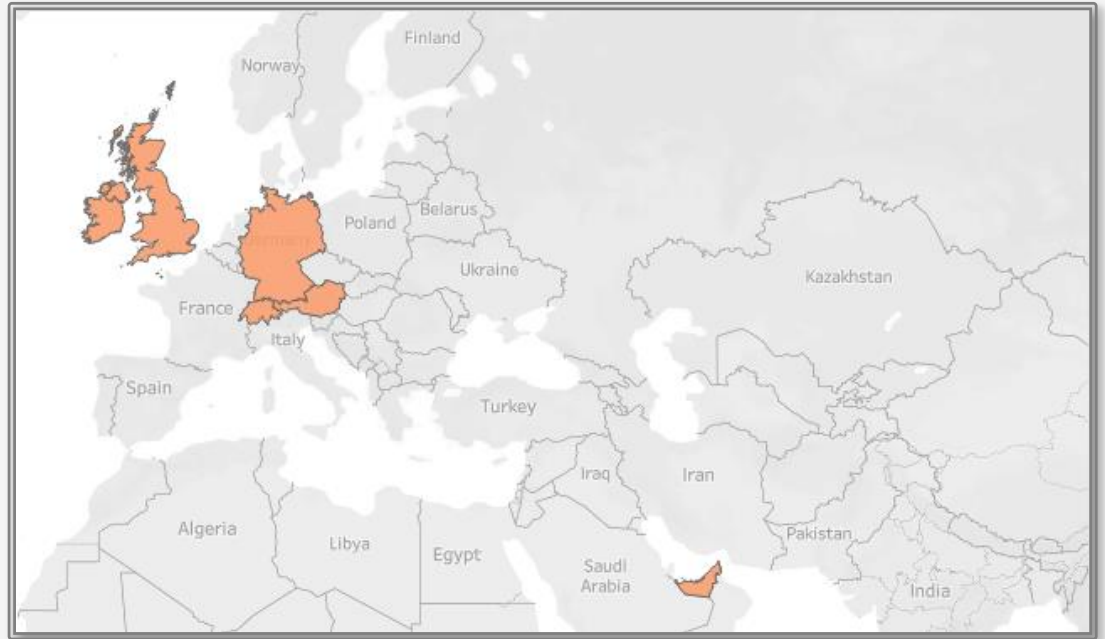 Finland
Norway
Belarus
Poland
Germany
Ukraine
Kazakhstan
France
Italy
Spain
Turkey
Iraq
Iran
Algeria
Pakistan
Libya
Egypt
Saudi
Arabia
India